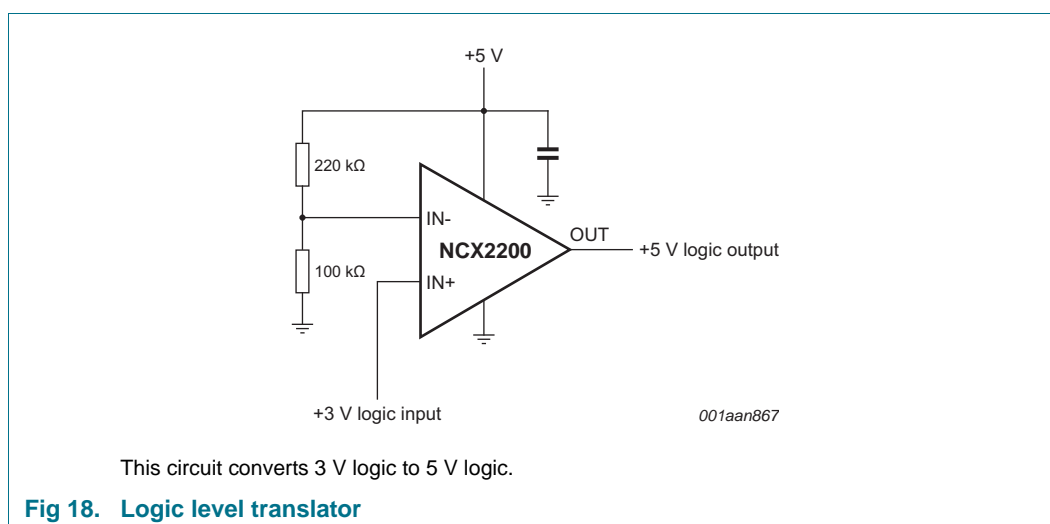 +5 V
220 kΩ
IN-
NCX2200
OUT
+5 V logic output
100 kΩ
IN+
+3 V logic input
001aan867
This circuit converts 3 V logic to 5 V logic.
Fig 18. Logic level translator